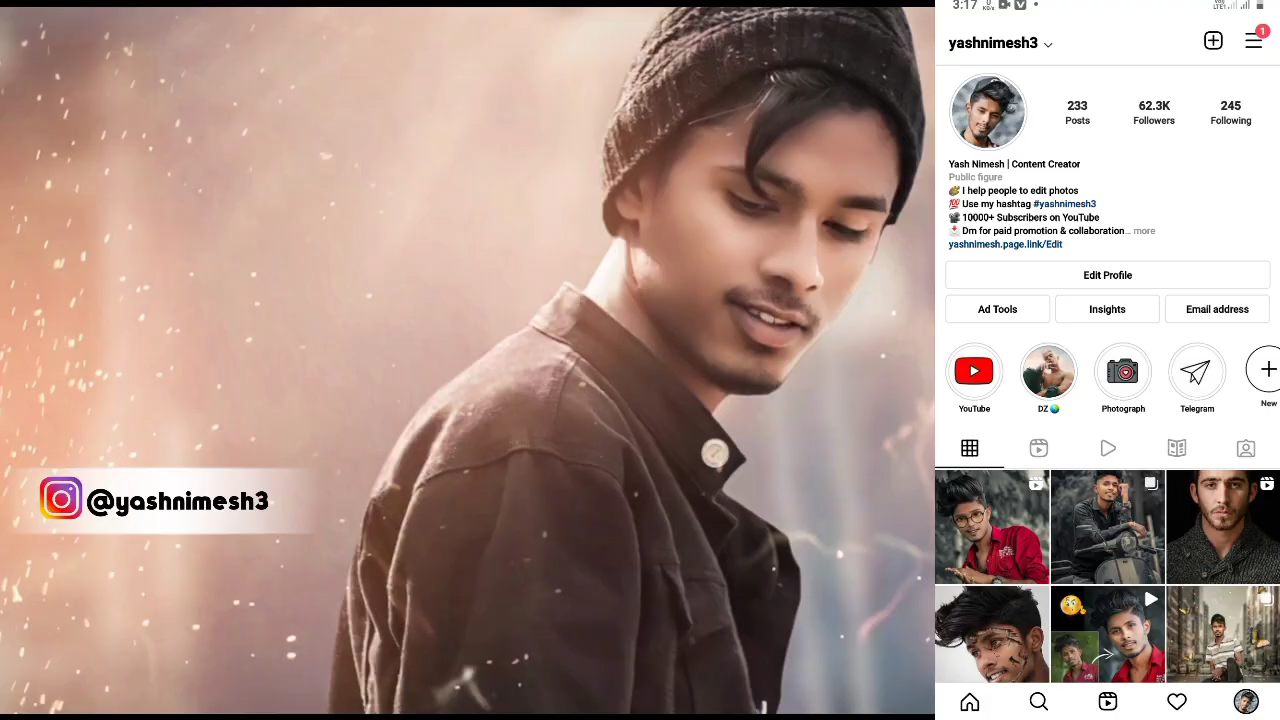 @yashnimesh3
3:17
yashnimesh3
1
233
Posts
62.3K
Followers
245
Following
Yash Nimesh | Content Creator
Public figure
I help people to edit photos
💯 Use my hashtag #yashnimesh3
10000+ Subscribers on YouTube
Dm for paid promotion & collaboration... more
yashnimesh.page.link/Edit
Edit Profile
Ad Tools
Insights
Email address
YouTube
DZ
Photograph
Telegram
New